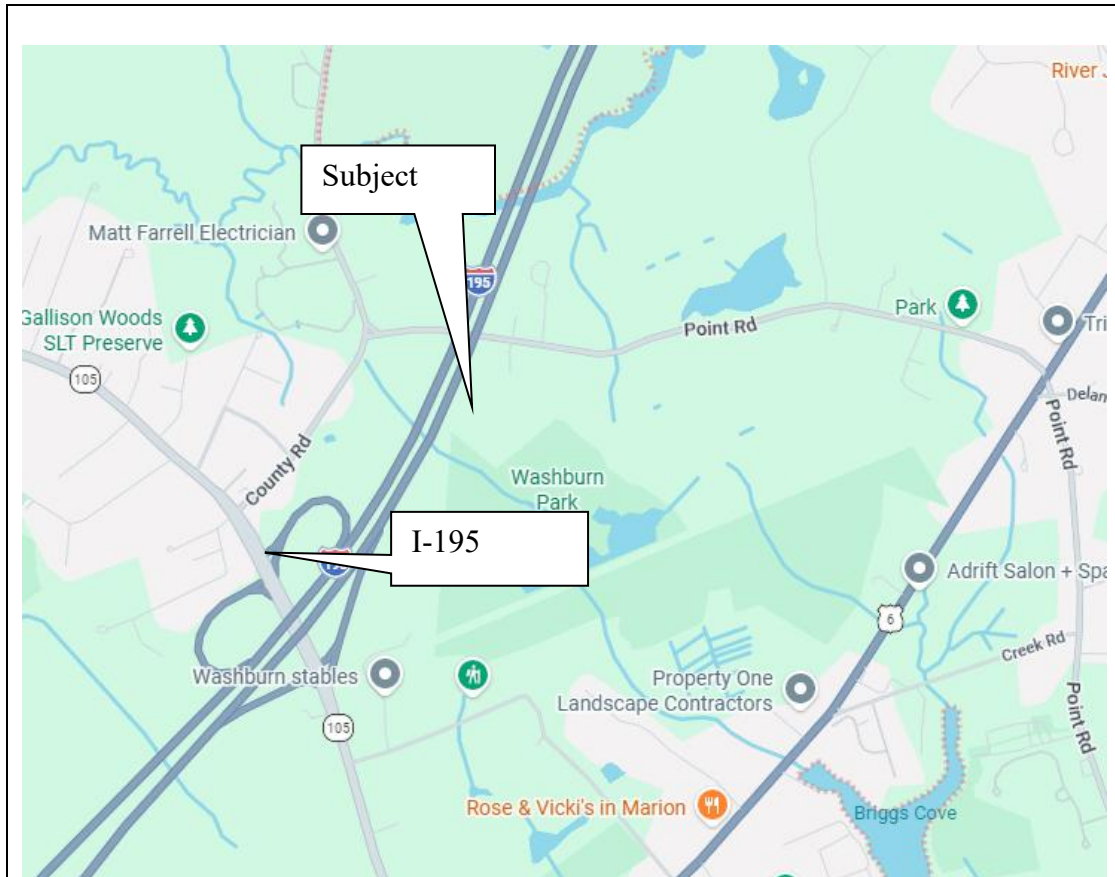 River J
Subject
Matt Farrell Electrician
195
Gallison Woods
SLT Preserve
Point Rd
Park
Tri
105
Delan
Point Rd
County Rd
Washburn
Park
I-195
Adrift Salon + Spa
6
Creek Rd
Washburn stables
Property One
Landscape Contractors
Point Rd
105
Rose & Vicki's in Marion
Briggs Cove